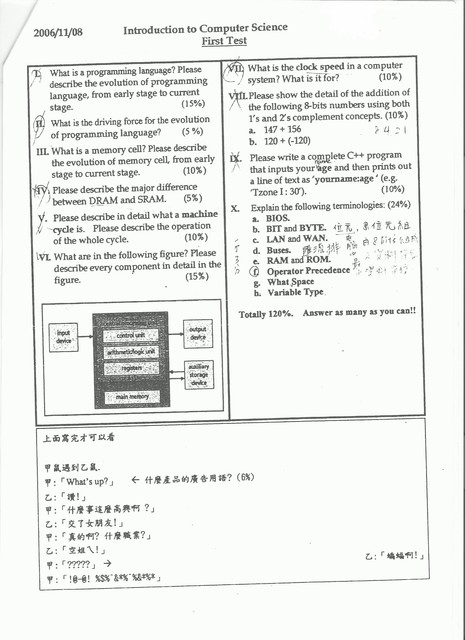 2006/11/08
Introduction to Computer Science
First Test
I. What is a programming language? Please
describe the evolution of programming
language, from early stage to current
stage. (15%)
II. What is the driving force for the evolution
of programming language? (5 %)
III. What is a memory cell? Please describe
the evolution of memory cell, from early
stage to current stage. (10%)
IV. Please describe the major difference
between DRAM and SRAM. (5%)
V. Please describe in detail what a machine
cycle is. Please describe the operation
of the whole cycle. (10%)
VI. What are in the following figure? Please
describe every component in detail in the
figure. (15%)
input
device
control unit
arithmetic/logic unit
registers
main memory
output
device
auxiliary
storage
device
VII. What is the clock speed in a computer
system? What is it for? (10%)
VIII. Please show the detail of the addition of
the following 8-bits numbers using both
1's and 2's complement concepts. (10%)
a. 147 + 156
8 4 2 1
b. 120 + (-120)
IX. Please write a complete C++ program
that inputs your age and then prints out
a line of text as 'yourname:age' (e.g.
'Tzone I : 30'). (10%)
X. Explain the following terminologies: (24%)
a. BIOS.
b. BIT and BYTE. 位元,
c. LAN and WAN.
d. Buses.
e. RAM and ROM.
f. Operator Precedence
g. What Space
h. Variable Type
Totally 120%. Answer as many as you can!!
上面寫完才可以看
甲鼠遇到乙鼠.
甲:「What's up?」 ← 什麼產品的廣告用語? (6%)
乙:「讚!」
甲:「什麼事這麼高興啊 ?」
乙:「交了女朋友!」
甲:「真的啊? 什麼職業?」
乙:「空姐ㄟ!」
甲:「?????」 →
乙:「蝙蝠啊!」
甲:「!@-@! %$%ˆ&*%ˆ%&*%*」